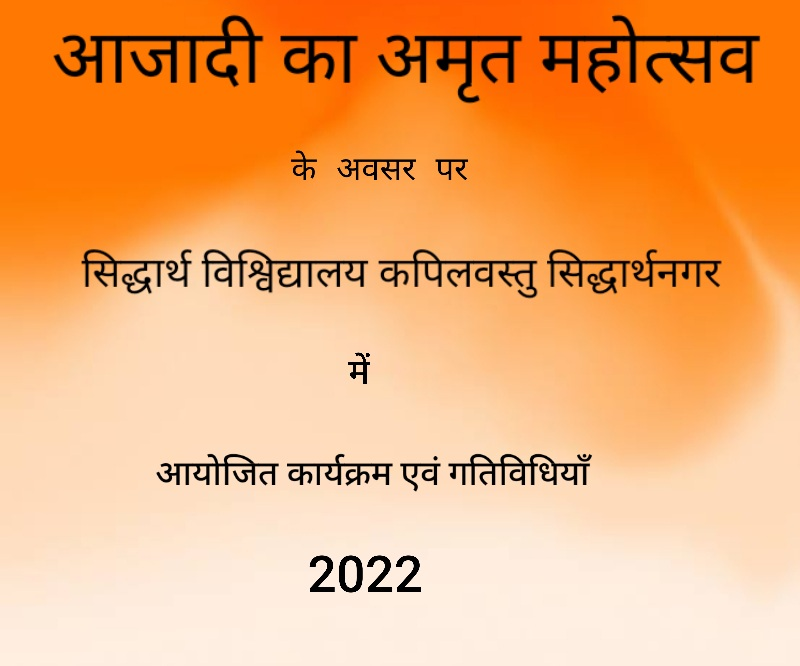 आजादी का अमृत महोत्सव
के अवसर पर
सिद्धार्थ विश्विद्यालय कपिलवस्तु सिद्धार्थनगर
में
आयोजित कार्यक्रम एवं गतिविधियाँ
2022